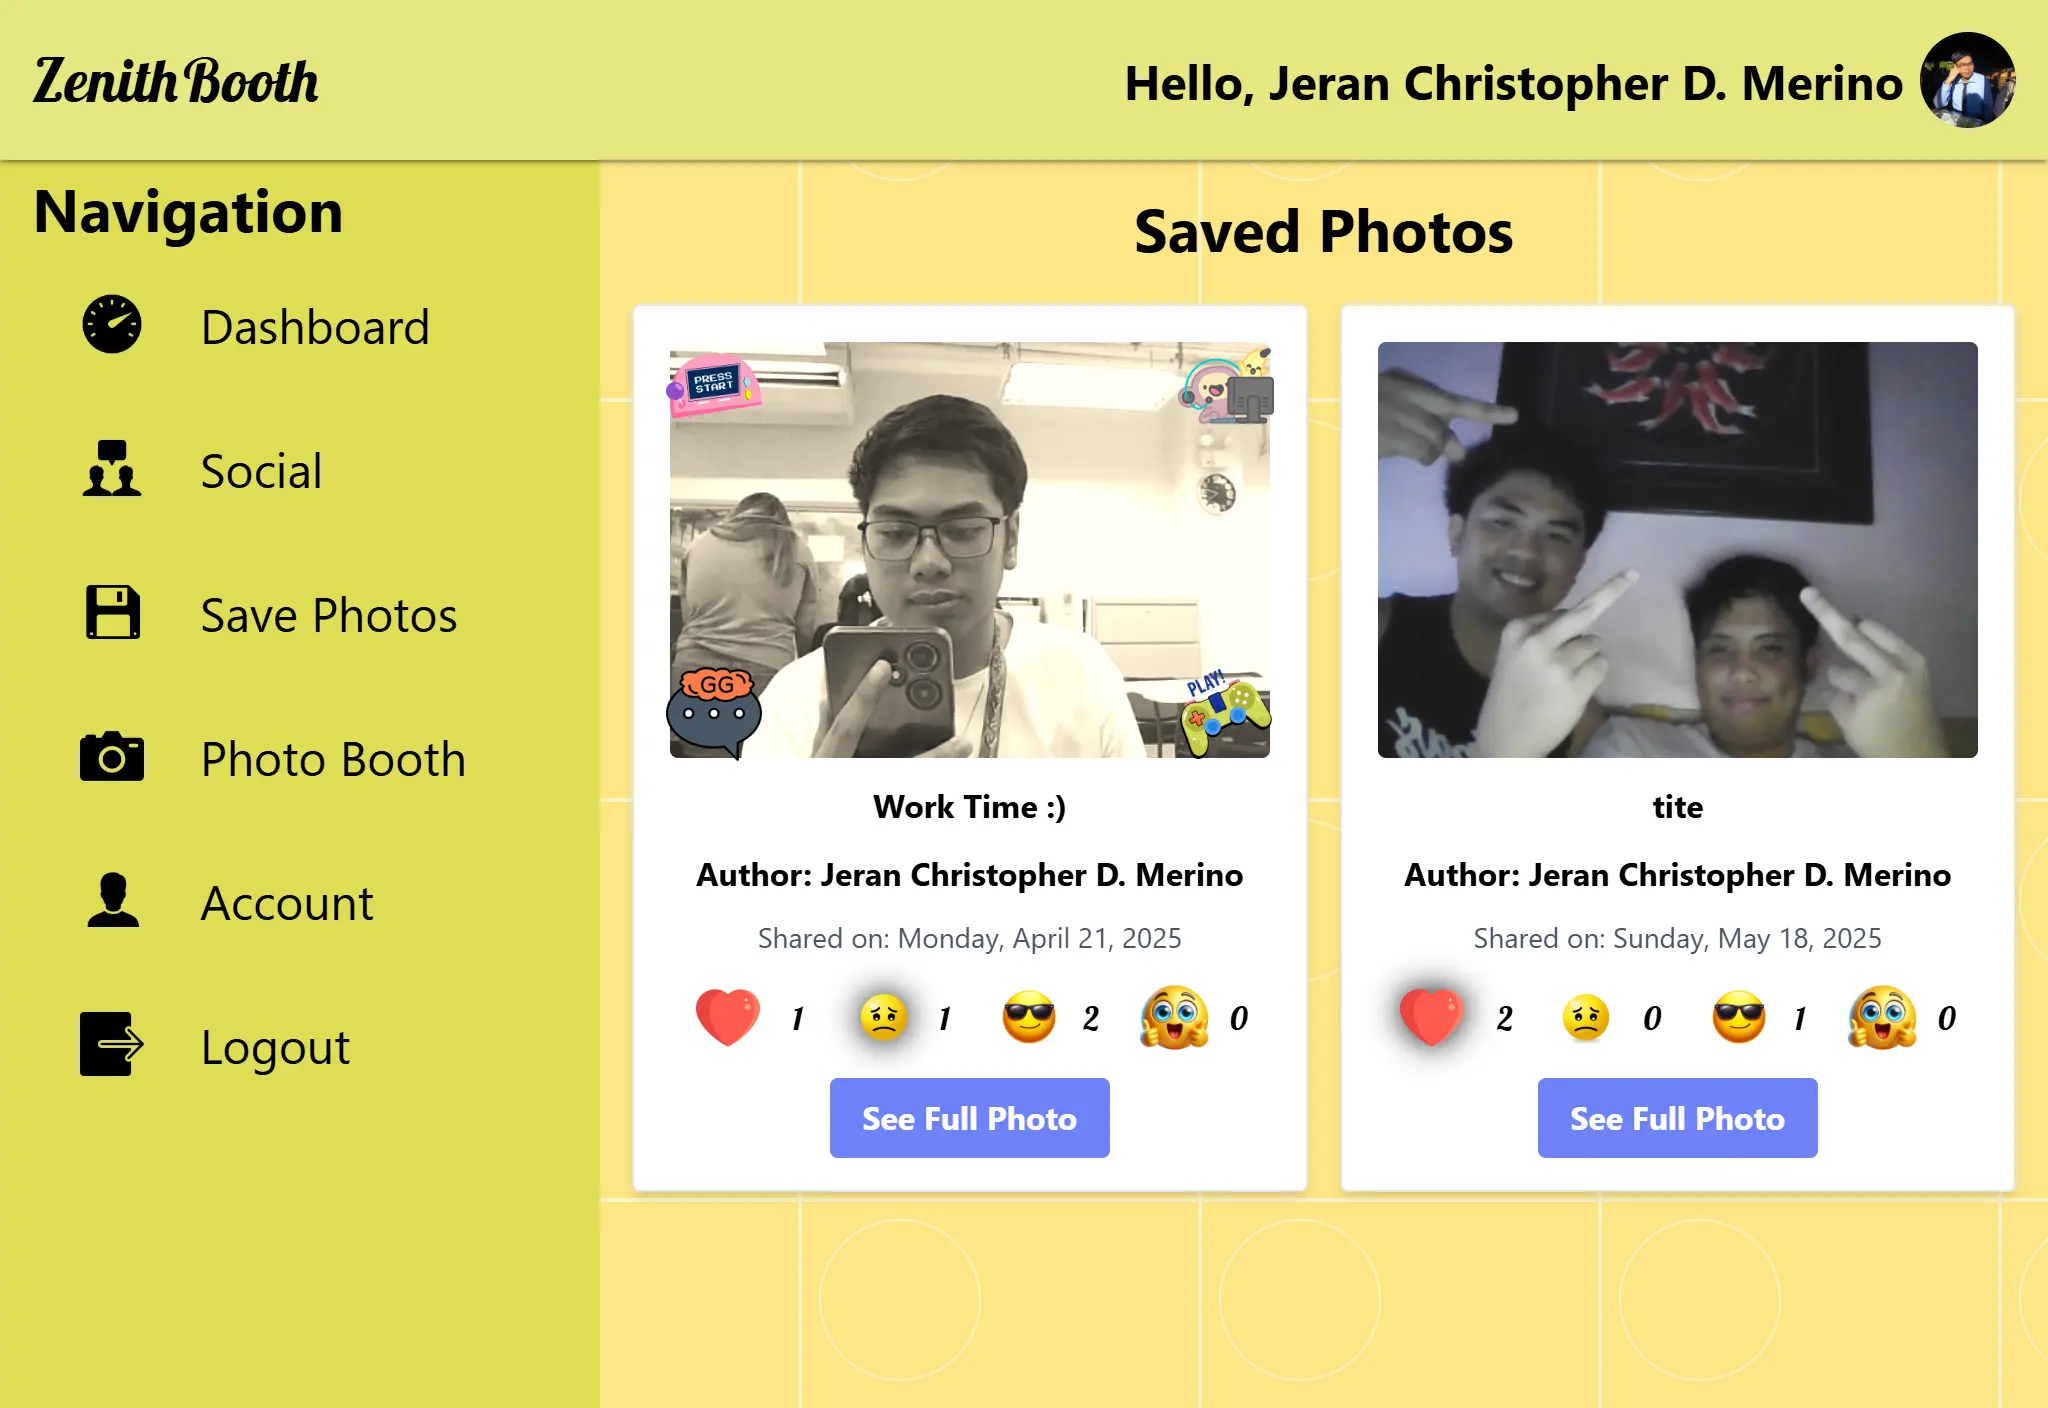 Zenith Booth
Hello, Jeran Christopher D. Merino
Navigation
Dashboard
Social
Save Photos
Photo Booth
Account
Logout
Saved Photos
PRESS
START
GG
PLAY!
Work Time :)
Author: Jeran Christopher D. Merino
Shared on: Monday, April 21, 2025
1 1 2 0
See Full Photo
tite
Author: Jeran Christopher D. Merino
Shared on: Sunday, May 18, 2025
2 0 1 0
See Full Photo